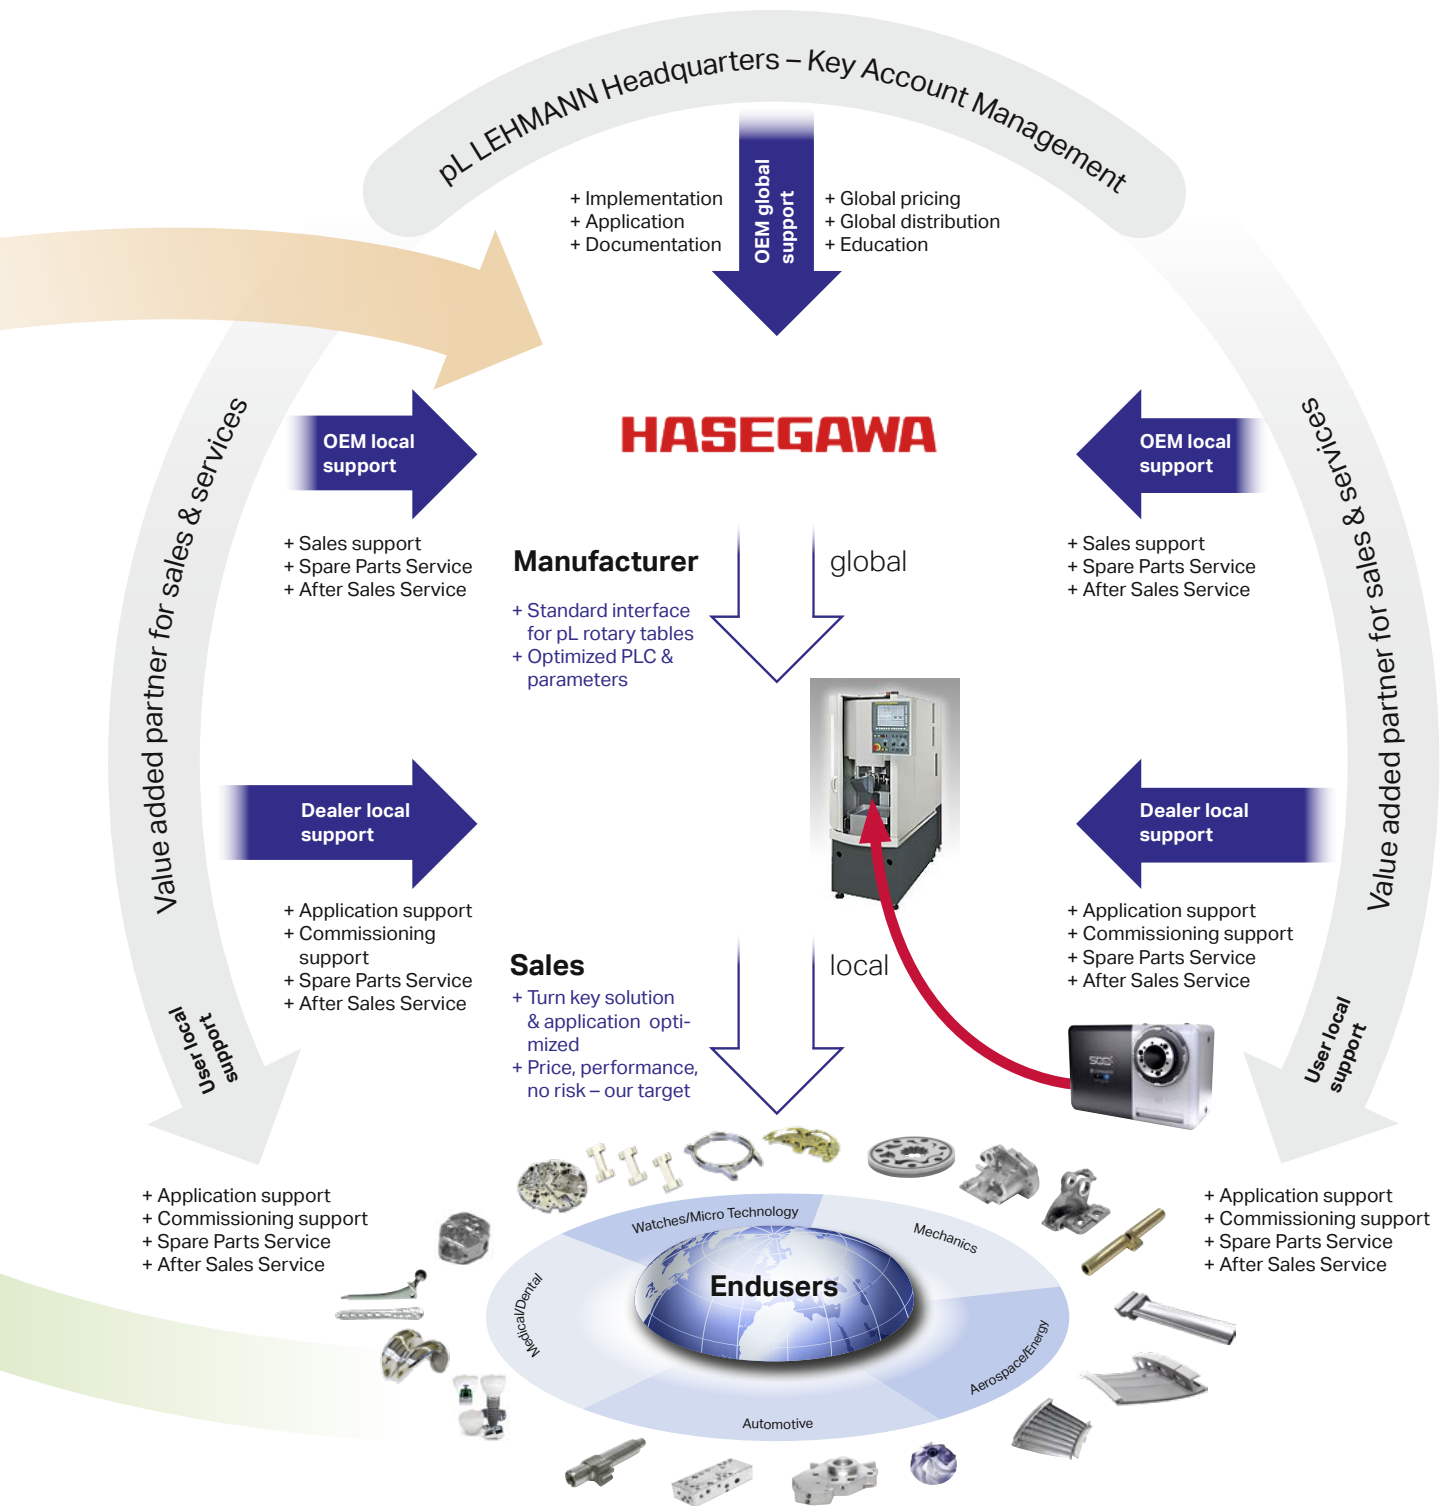 pL LEHMANN Headquarters – Key Account Management
+ Implementation
+ Application
+ Documentation
OEM global
support
+ Global pricing
+ Global distribution
+ Education
HASEGAWA
Value added partner for sales & services
OEM local
support
+ Sales support
+ Spare Parts Service
+ After Sales Service
Manufacturer
global
+ Standard interface
for pL rotary tables
+ Optimized PLC &
parameters
OEM local
support
+ Sales support
+ Spare Parts Service
+ After Sales Service
Value added partner for sales & services
Dealer local
support
+ Application support
+ Commissioning
support
+ Spare Parts Service
+ After Sales Service
Sales
local
+ Turn key solution
& application opti-
mized
+ Price, performance,
no risk – our target
Dealer local
support
+ Application support
+ Commissioning support
+ Spare Parts Service
+ After Sales Service
User local
support
User local
support
+ Application support
+ Commissioning support
+ Spare Parts Service
+ After Sales Service
+ Application support
+ Commissioning support
+ Spare Parts Service
+ After Sales Service
Watches/Micro Technology
Mechanics
Endusers
Medical/Dental
Aerospace/Energy
Automotive